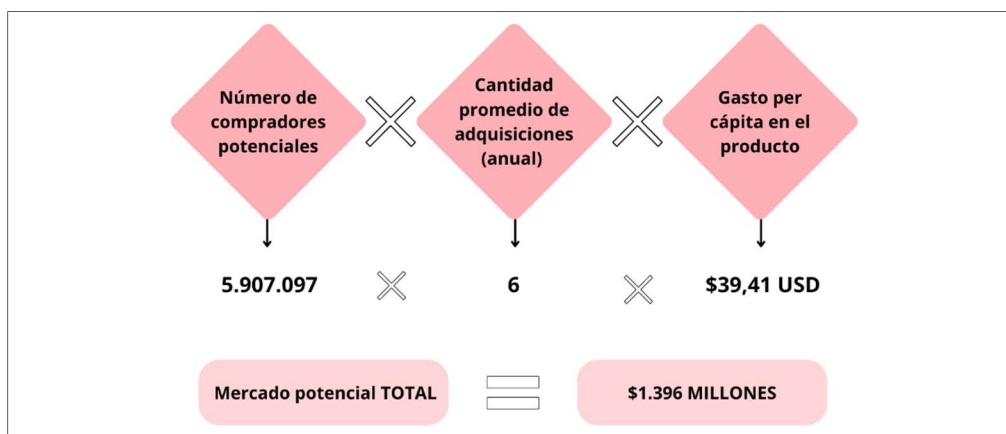 Número de
compradores
potenciales
Cantidad
promedio de
adquisiciones
(anual)
Gasto per
cápita en el
producto
5.907.097
6
$39,41 USD
Mercado potencial TOTAL
$1.396 MILLONES